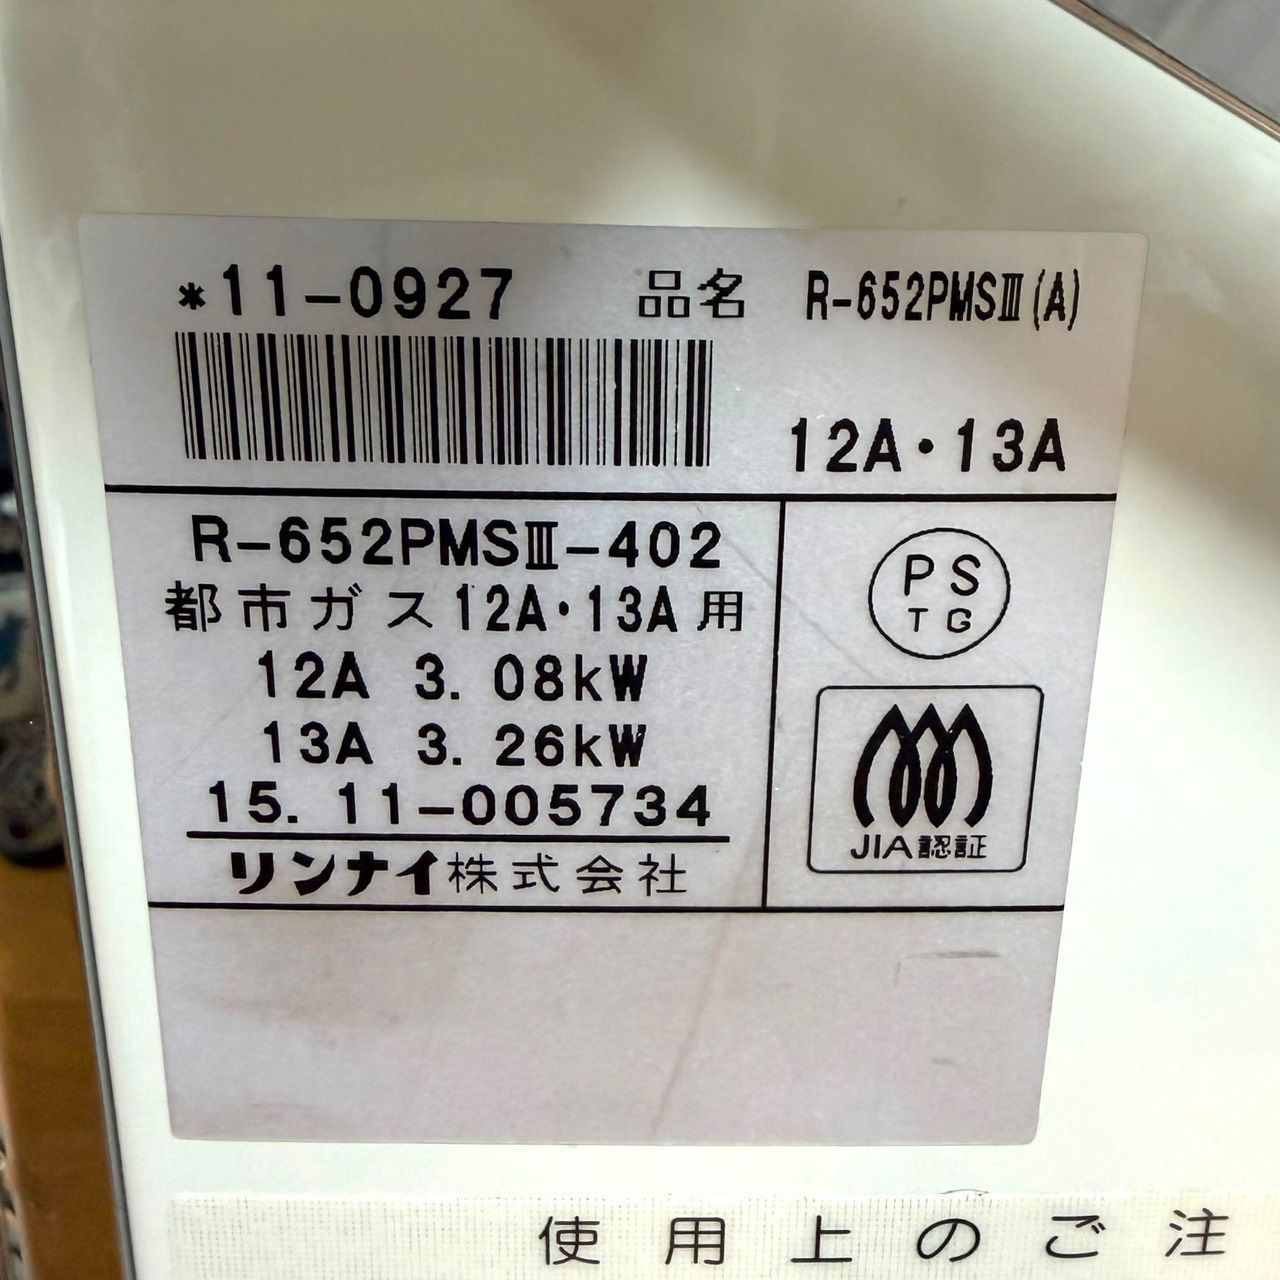 *11-0927 品名 R-652PMSⅢ(A)
12A・13A
R-652PMSⅢ-402
都市ガス12A・13A用
12A 3.08kW
13A 3.26kW
15.11-005734
リンナイ株式会社
PS
TG
JIA認証
使用上のご注